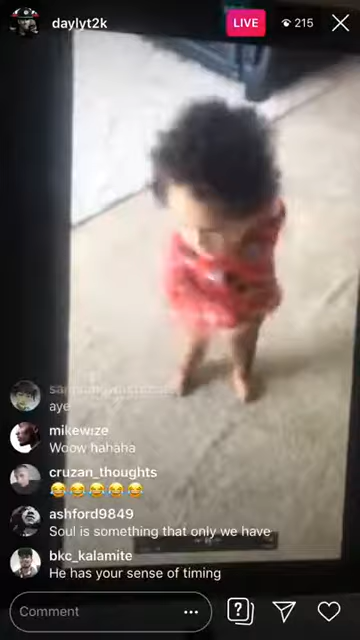 daylyt2k
LIVE
215
aye
mikewize
Woow hahaha
cruzan_thoughts
😂😂😂😂😂
ashford9849
Soul is something that only we have
bkc_kalamite
He has your sense of timing
Comment